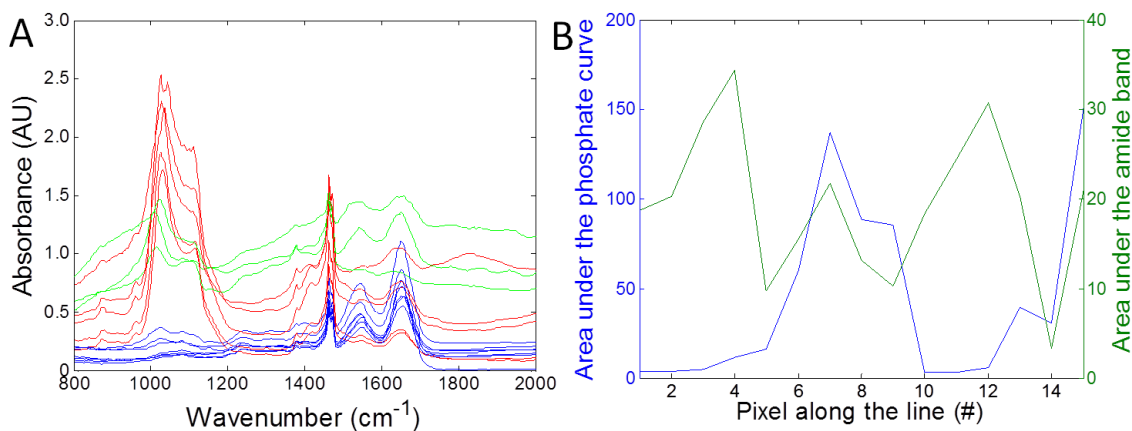 A
Absorbance (AU)
3.0
2.5
2.0
1.5
1.0
0.5
0
800 1000 1200 1400 1600 1800 2000
Wavenumber (cm⁻¹)
B
Area under the phosphate curve
200
150
100
50
0
2 4 6 8 10 12 14
Pixel along the line (#)
40
30
20
10
0
Area under the amide band